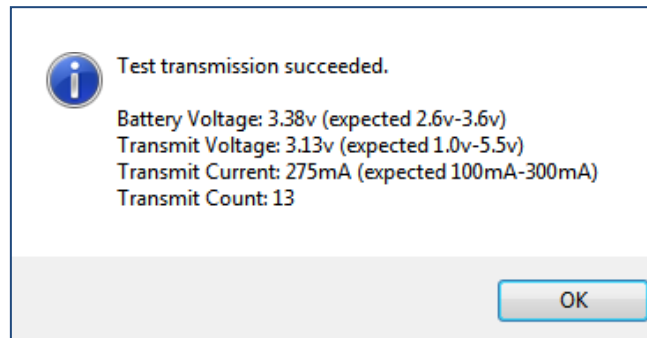 Test transmission succeeded.
Battery Voltage: 3.38v (expected 2.6v-3.6v)
Transmit Voltage: 3.13v (expected 1.0v-5.5v)
Transmit Current: 275mA (expected 100mA-300mA)
Transmit Count: 13
OK